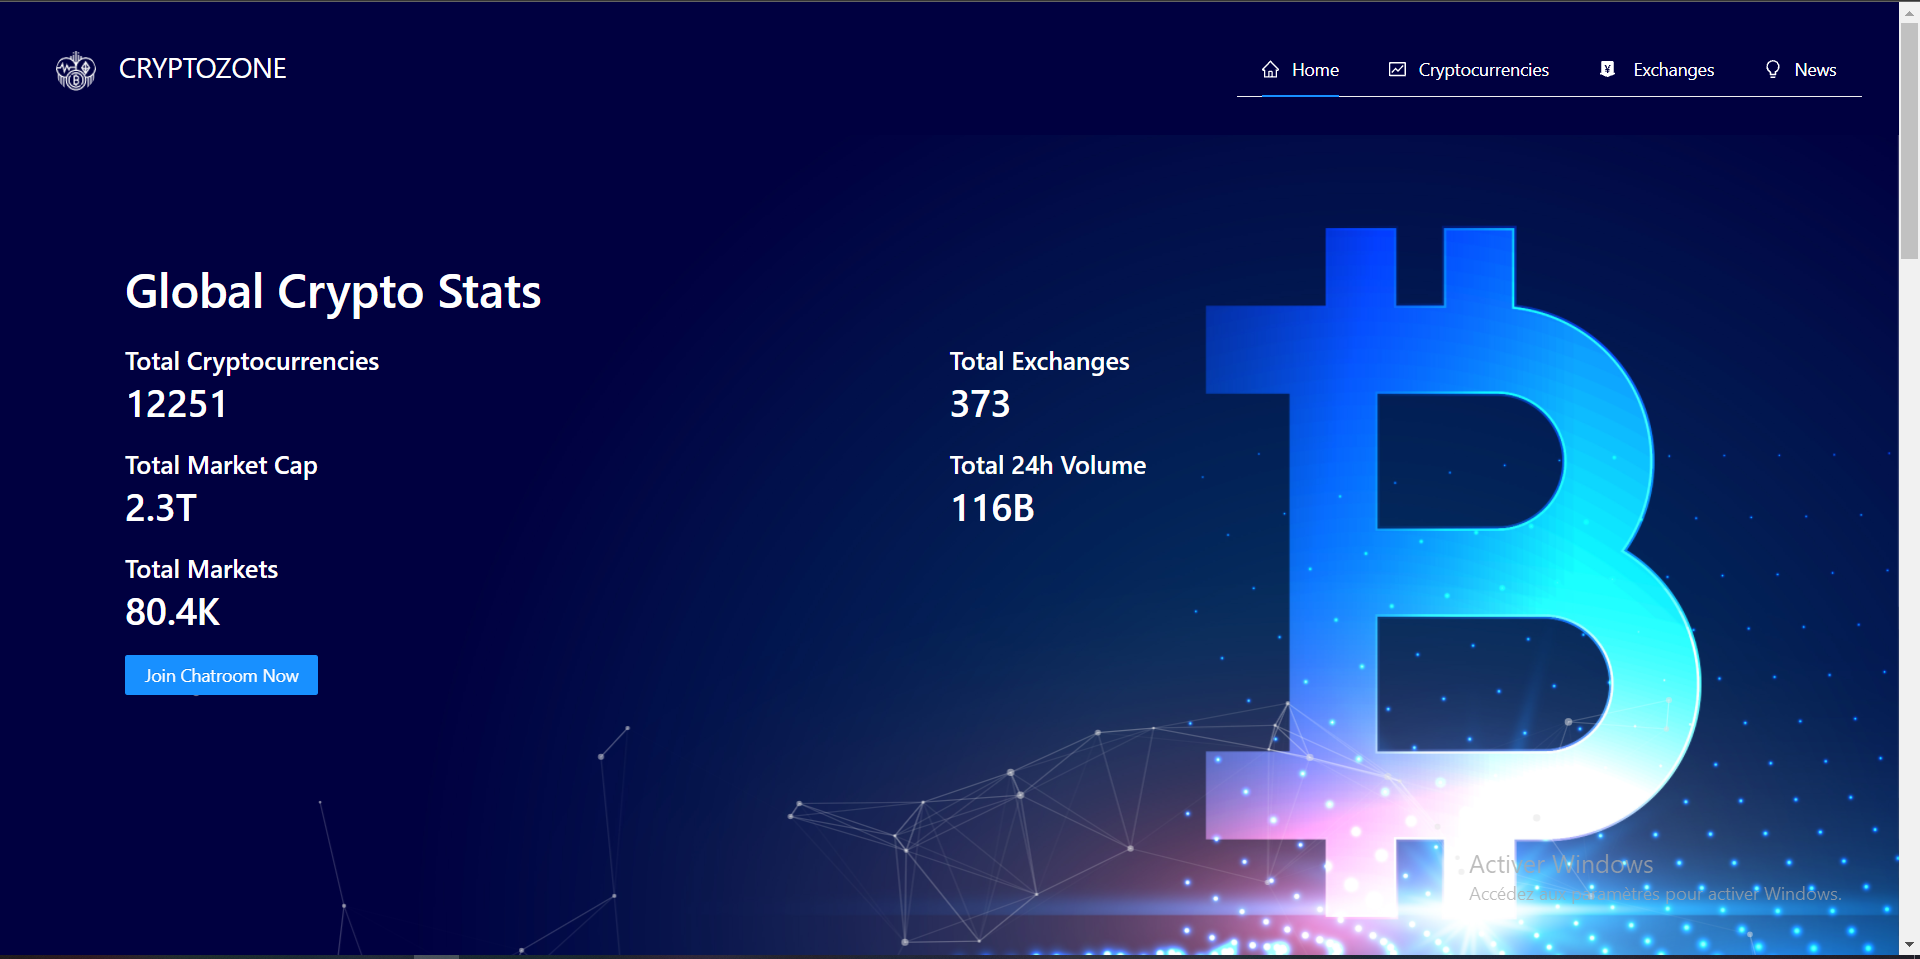 CRYPTOZONE
Home
Cryptocurrencies
Exchanges
News
Global Crypto Stats
Total Cryptocurrencies
12251
Total Exchanges
373
Total Market Cap
2.3T
Total 24h Volume
116B
Total Markets
80.4K
Join Chatroom Now
Activer Windows
Accédez aux paramètres pour activer Windows.